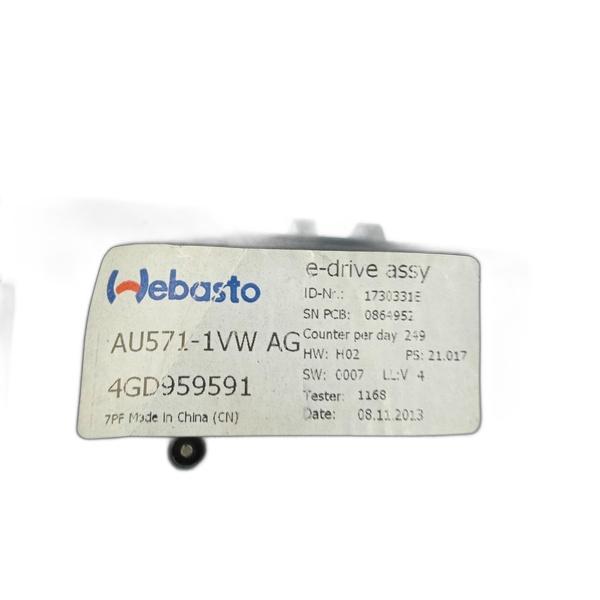 Webasto
AU571-1VW AG
4GD959591
7PF Made in China (CN)
e-drive assy
ID-Nr.: 1730331E
SN PCB: 0864952
Counter per day 249
HW: H02 PS: 21.017
SW: 0007 4
Tester: 1168
Date: 08.11.2013